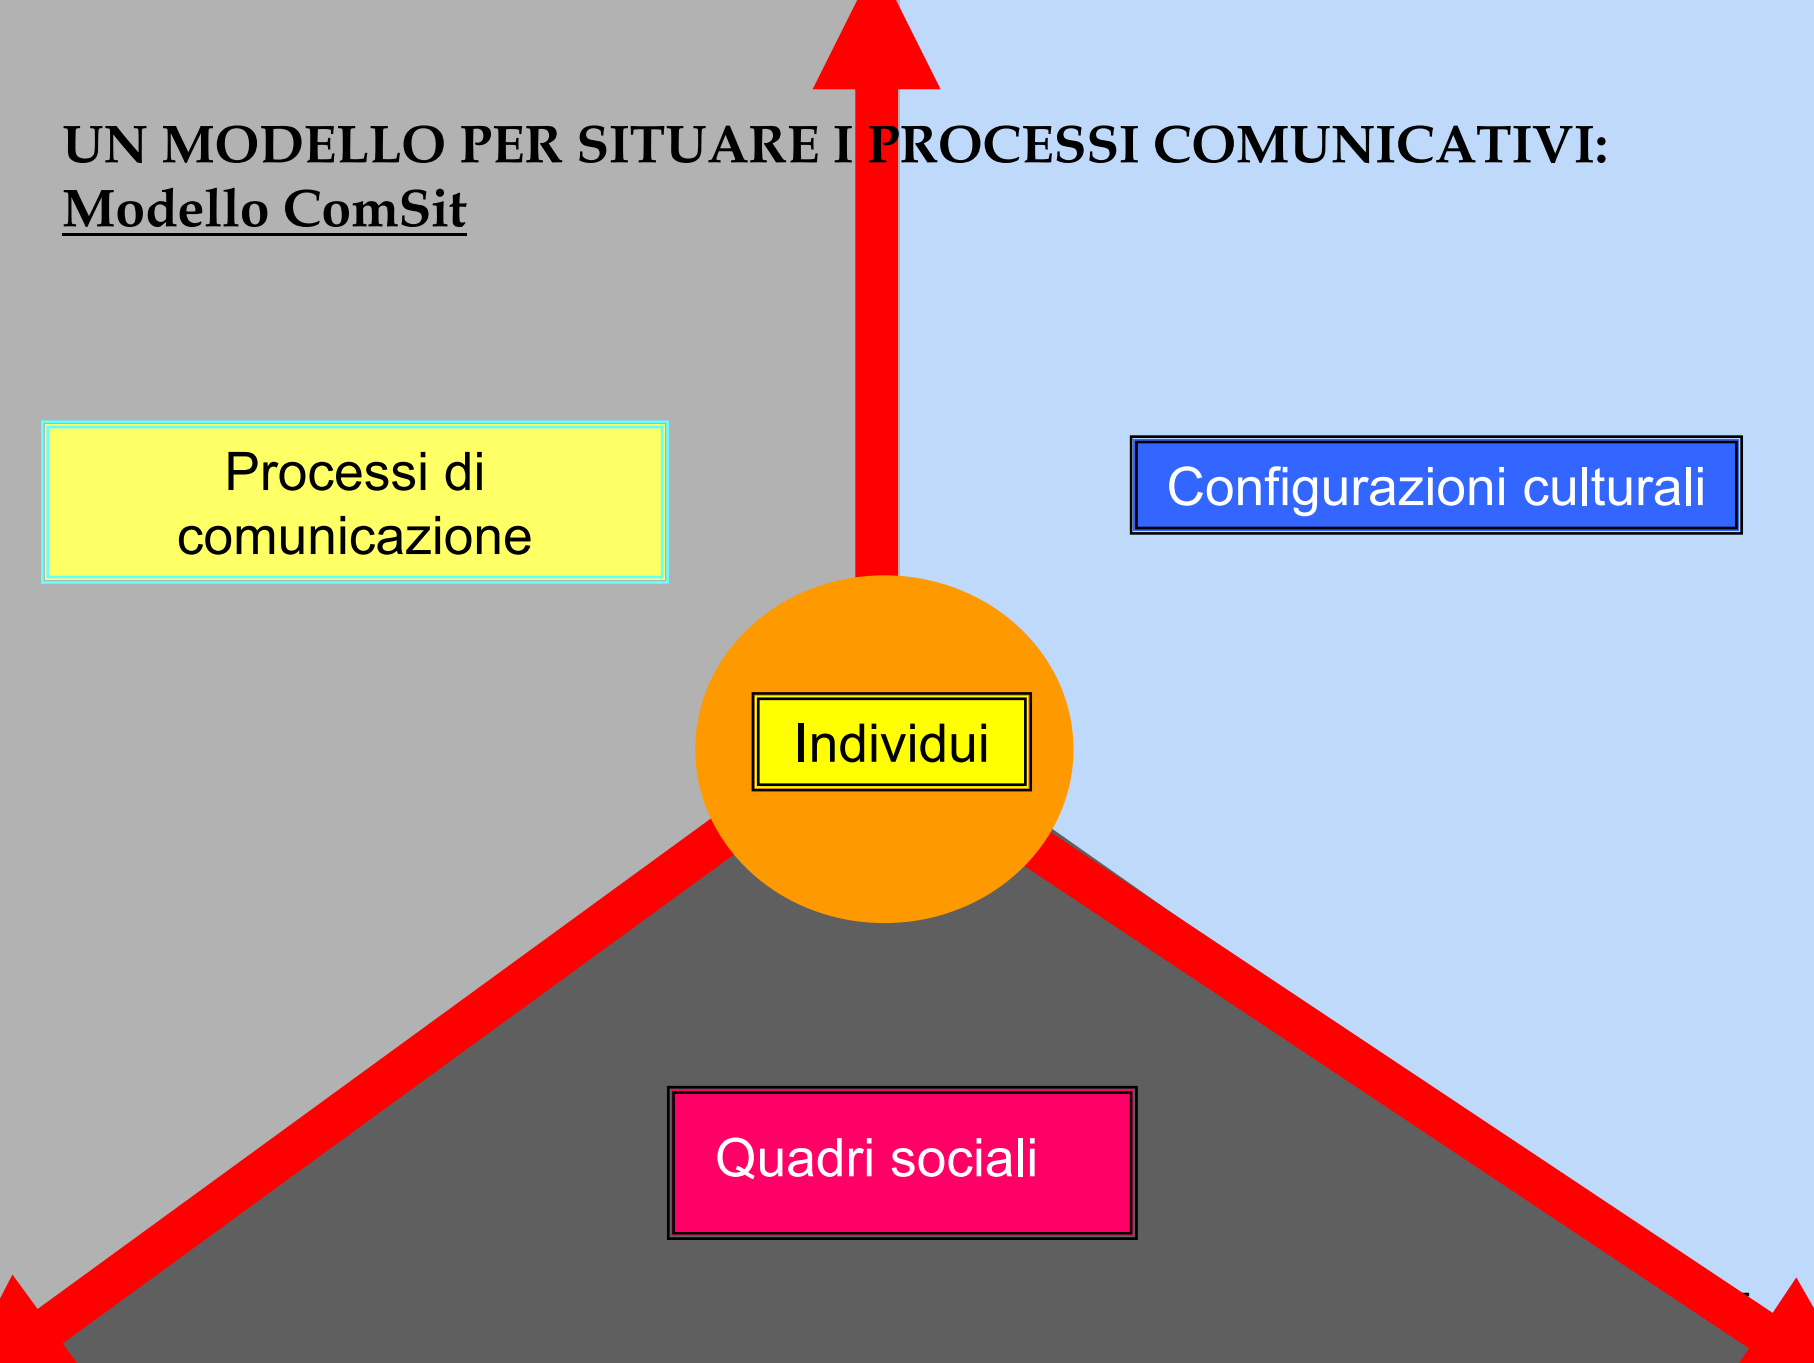 UN MODELLO PER SITUARE I PROCESSI COMUNICATIVI:
Modello ComSit
Processi di
comunicazione
Configurazioni culturali
Individui
Quadri sociali